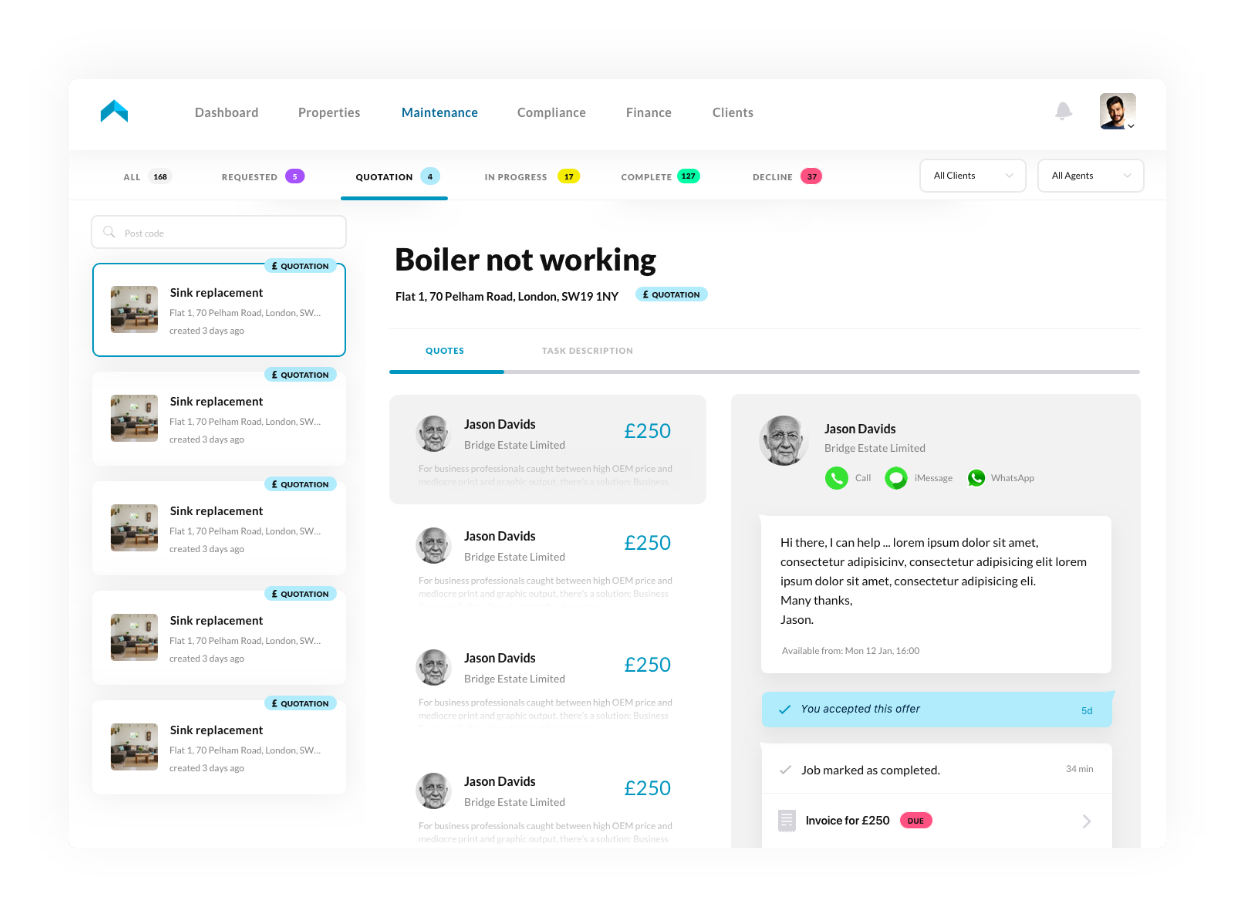 Dashboard Properties Maintenance Compliance Finance Clients
ALL 168 REQUESTED 5 QUOTATION 4 IN PROGRESS 17 COMPLETE 127 DECLINE 37 All Clients All Agents
Post code
£ QUOTATION
Sink replacement
Flat 1, 70 Pelham Road, London, SW...
created 3 days ago
£ QUOTATION
Sink replacement
Flat 1, 70 Pelham Road, London, SW...
created 3 days ago
£ QUOTATION
Sink replacement
Flat 1, 70 Pelham Road, London, SW...
created 3 days ago
£ QUOTATION
Sink replacement
Flat 1, 70 Pelham Road, London, SW...
created 3 days ago
£ QUOTATION
Sink replacement
Flat 1, 70 Pelham Road, London, SW...
created 3 days ago
Boiler not working
Flat 1, 70 Pelham Road, London, SW19 1NY £ QUOTATION
QUOTES TASK DESCRIPTION
Jason Davids £250
Bridge Estate Limited
For business professionals caught between high OEM price and
mediocre print and graphic output, there's a solution: Business
Jason Davids £250
Bridge Estate Limited
For business professionals caught between high OEM price and
mediocre print and graphic output, there's a solution: Business
Jason Davids £250
Bridge Estate Limited
For business professionals caught between high OEM price and
mediocre print and graphic output, there's a solution: Business
Jason Davids £250
Bridge Estate Limited
For business professionals caught between high OEM price and
mediocre print and graphic output, there's a solution: Business
Jason Davids
Bridge Estate Limited
Call iMessage WhatsApp
Hi there, I can help ... lorem ipsum dolor sit amet,
consectetur adipisicinv, consectetur adipisicing elit lorem
ipsum dolor sit amet, consectetur adipisicing eli.
Many thanks,
Jason.
Available from: Mon 12 Jan, 16:00
You accepted this offer 5d
Job marked as completed. 34 min
Invoice for £250 DUE